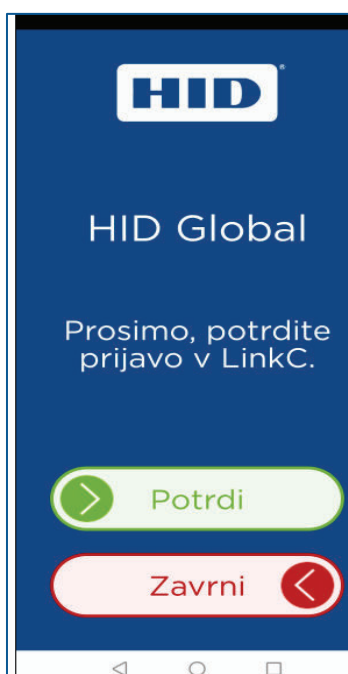 HID
HID Global
Prosimo, potrdite
prijavo v LinkC.
Potrdi
Zavrni